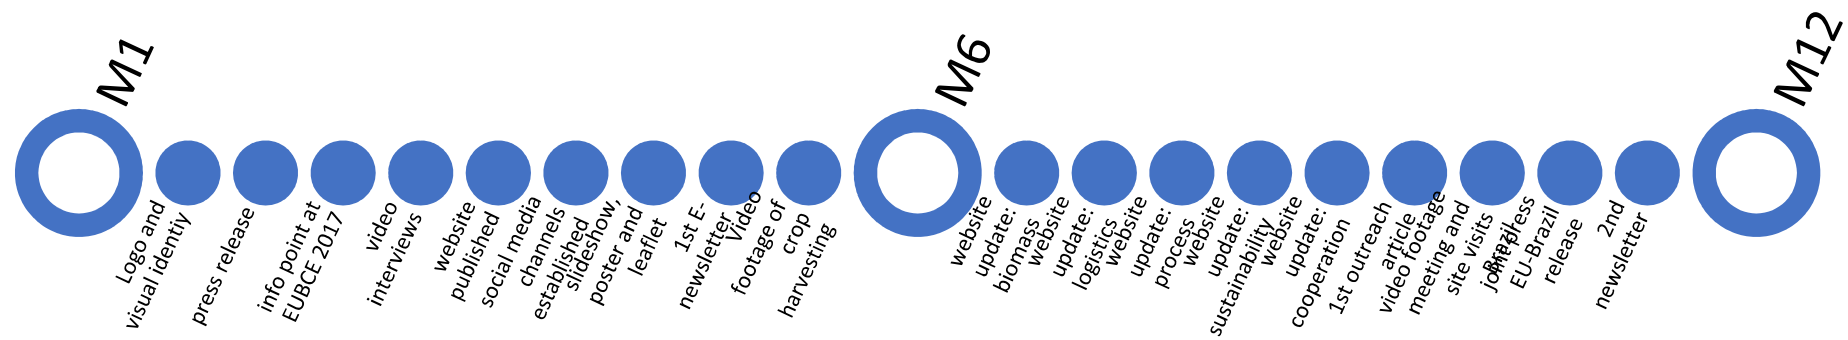 M1
Logo and
visual identiy
press release
info point at
EUBCE 2017
video
interviews
website
published
social media
channels
established
slideshow,
poster and
leaflet
1st E-
newsletter
Video
footage of
crop
harvesting
M6
website
update:
biomass
website
update:
logistics
website
update:
process
website
update:
sustainability
website
update:
cooperation
1st outreach
article
video footage
meeting and
site visits
Brazil
joint press
EU-Brazil
release
2nd
newsletter
M12